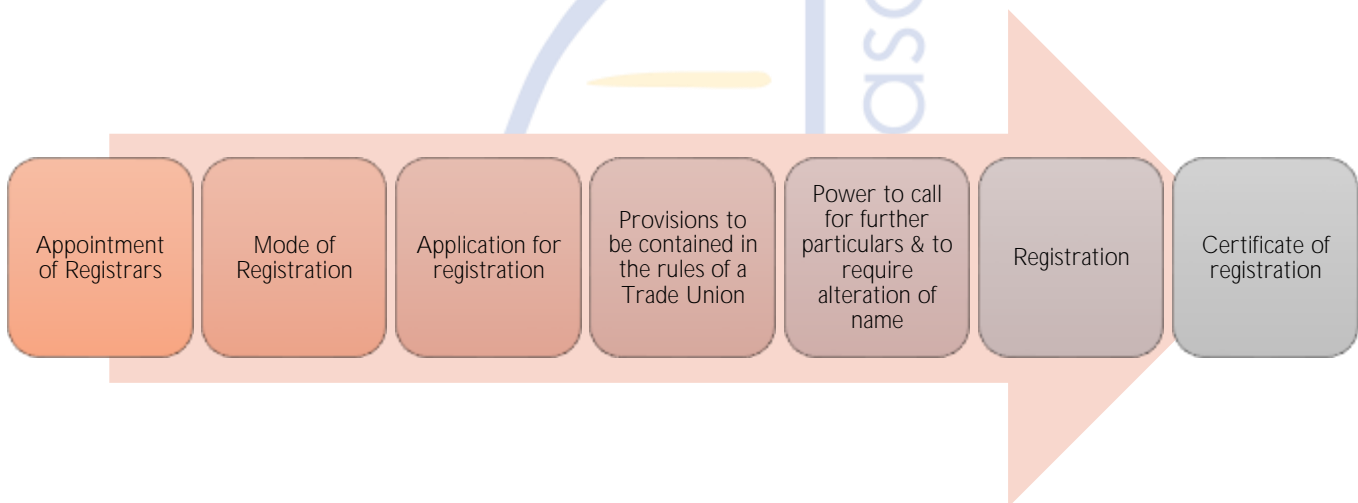 Appointment
of Registrars
Mode of
Registration
Application for
registration
Provisions to
be contained in
the rules of a
Trade Union
Power to call
for further
particulars & to
require
alteration of
name
Registration
Certificate of
registration